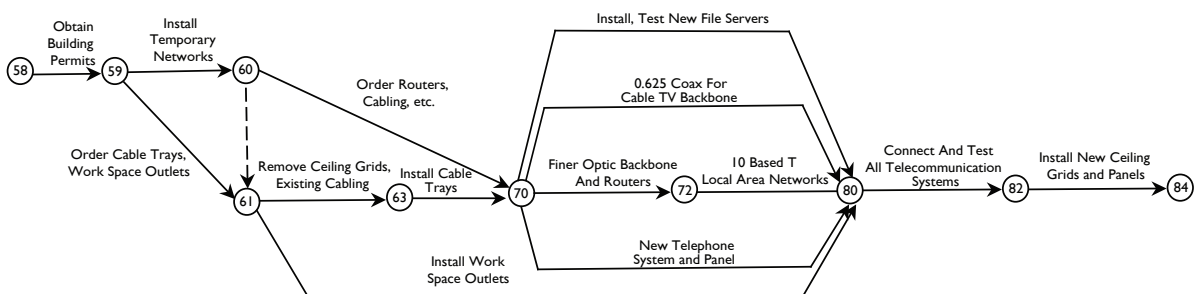 Install, Test New File Servers
Obtain
Building
Permits
Install
Temporary
Networks
58
59
60
Order Routers,
Cabling, etc.
0.625 Coax For
Cable TV Backbone
Order Cable Trays,
Work Space Outlets
Remove Ceiling Grids,
Existing Cabling
Install Cable
Trays
Finer Optic Backbone
And Routers
10 Based T
Local Area Networks
Connect And Test
All Telecommunication
Systems
Install New Ceiling
Grids and Panels
61
63
70
72
80
82
84
Install Work
Space Outlets
New Telephone
System and Panel